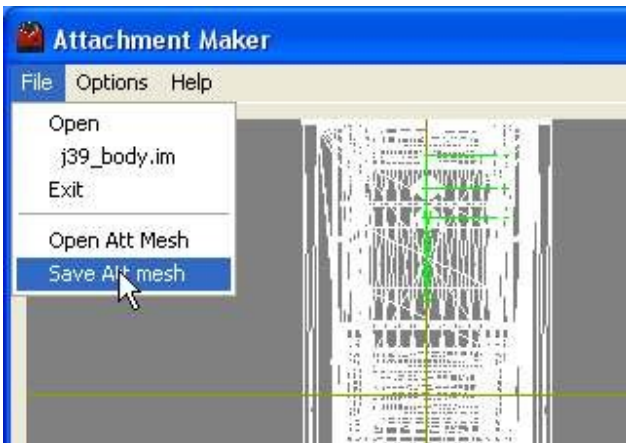 Attachment Maker
File Options Help
Open
j39_body.im
Exit
Open Att Mesh
Save Att mesh